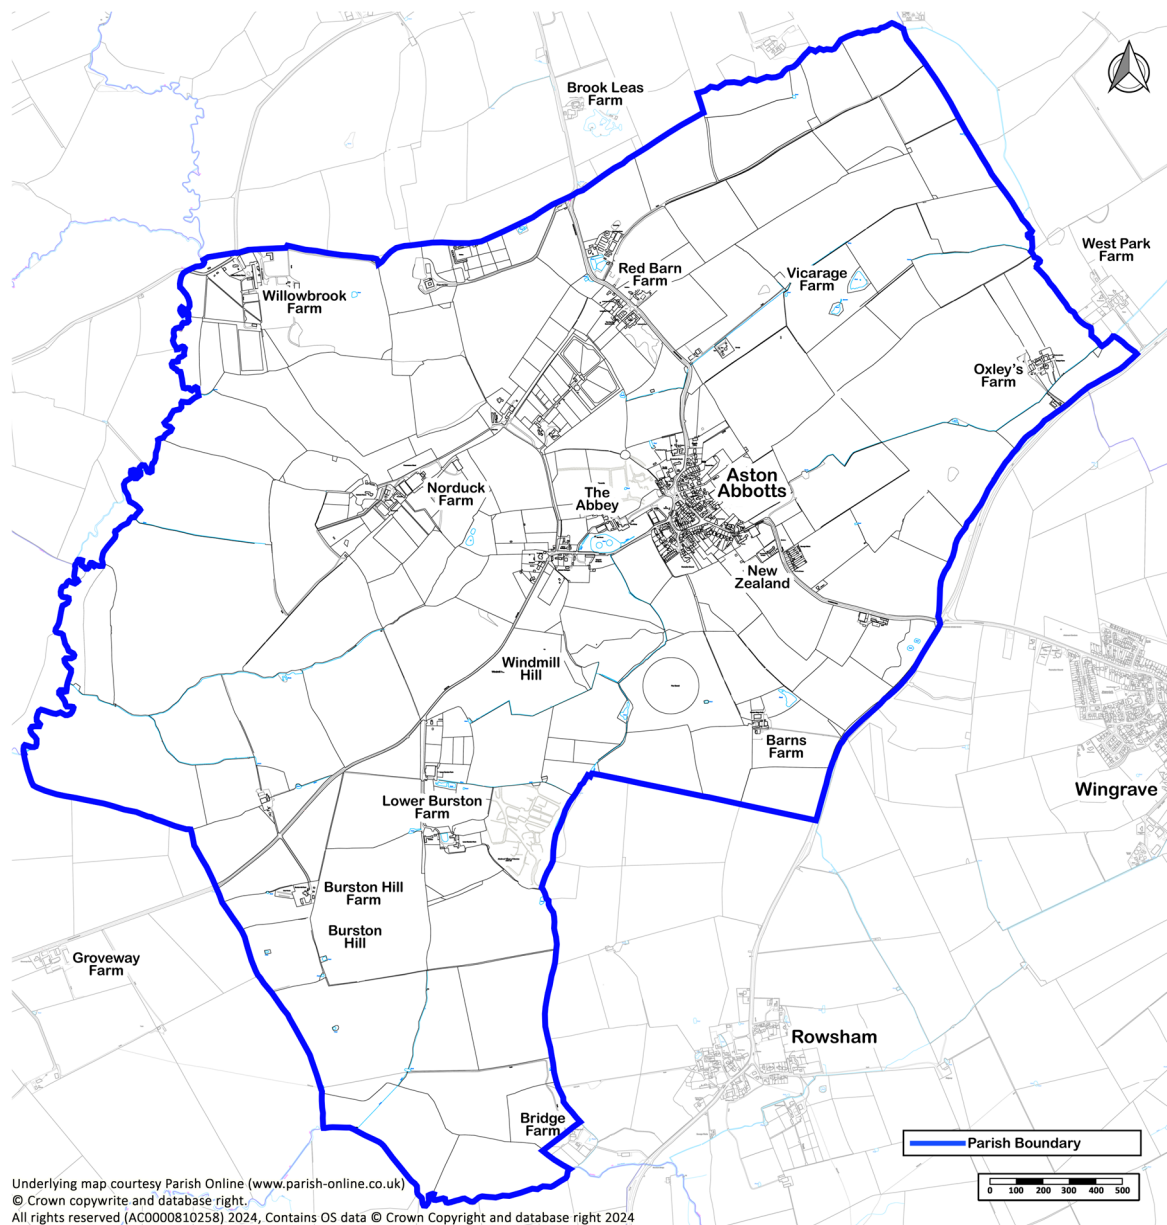 Brook Leas
Farm
West Park
Farm
Red Barn
Farm
Vicarage
Farm
Willowbrook
Farm
Oxley's
Farm
Aston
Abbotts
Norduck
Farm
The
Abbey
New
Zealand
Windmill
Hill
Barns
Farm
Wingrave
Lower Burston
Farm
Burston Hill
Farm
Burston
Hill
Groveway
Farm
Rowsham
Bridge
Farm
Parish Boundary
0 100 200 300 400 500
Underlying map courtesy Parish Online (www.parish-online.co.uk)
© Crown copywrite and database right.
All rights reserved (AC0000810258) 2024, Contains OS data © Crown Copyright and database right 2024